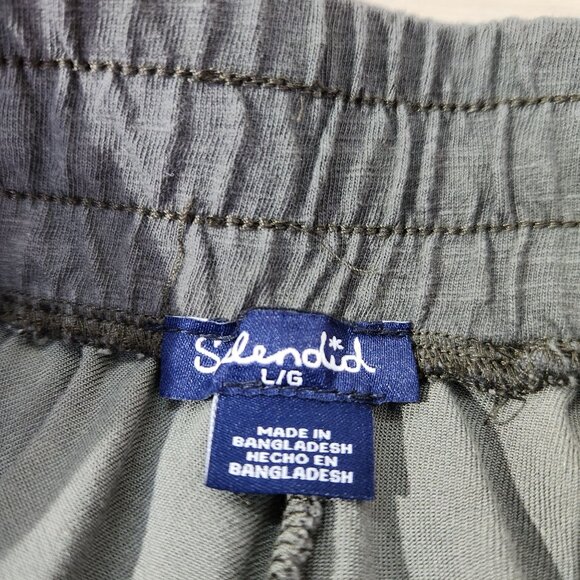 Splendid
L/G
MADE IN
BANGLADESH
HECHO EN
BANGLADESH